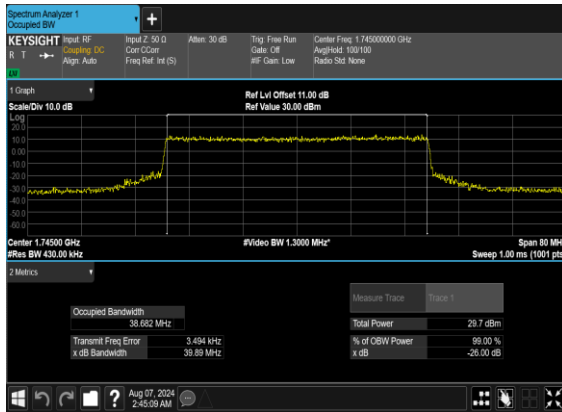 Spectrum Analyzer 1
Occupied BW
KEYSIGHT
R T
Input: RF
Coupling: DC
Align: Auto
Input Z: 50 Ω
Corr CCorr
Freq Ref: Int (S)
Atten: 30 dB
Trig: Free Run
Gate: Off
#IF Gain: Low
Center Freq: 1.745000000 GHz
Avg|Hold: 100/100
Radio Std: None
1 Graph
Scale/Div 10.0 dB
Ref Lvl Offset 11.00 dB
Ref Value 30.00 dBm
Log
20.0
10.0
0.00
-10.0
-20.0
-30.0
-40.0
-50.0
-60.0
Center 1.74500 GHz
#Res BW 430.00 kHz
#Video BW 1.3000 MHz*
Span 80 MH
Sweep 1.00 ms (1001 pts
2 Metrics
Measure Trace
Trace 1
Occupied Bandwidth
38.682 MHz
Total Power
29.7 dBm
Transmit Freq Error
3.494 kHz
% of OBW Power
99.00 %
x dB Bandwidth
39.89 MHz
x dB
-26.00 dB
Aug 07, 2024
2:45:09 AM